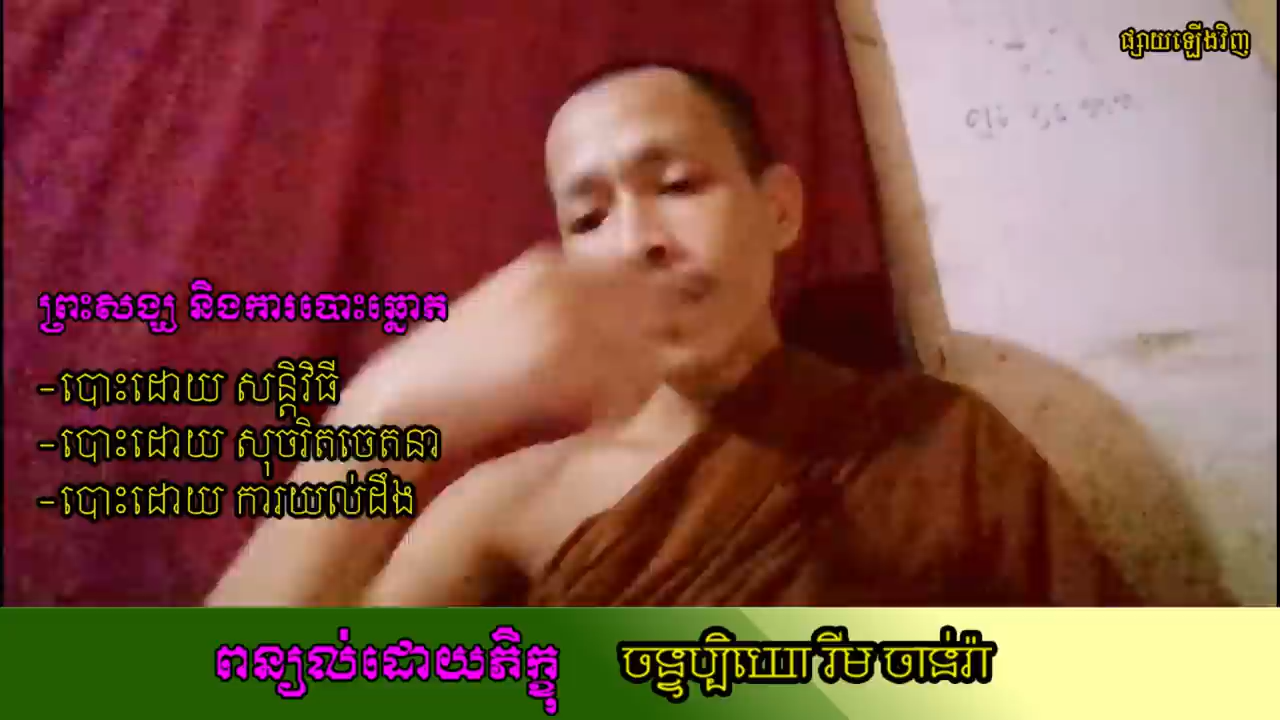 ផ្សាយឡើងវិញ
ព្រះសង្ឃ និងការបោះឆ្នោត
-បោះដោយ សន្តិវិធី
-បោះដោយ សុចរិតចេតនា
-បោះដោយ ការយល់ដឹង
ពន្យល់ដោយភិក្ខុ ចន្ទប្បិយោ រីម ចាន់រ៉ា